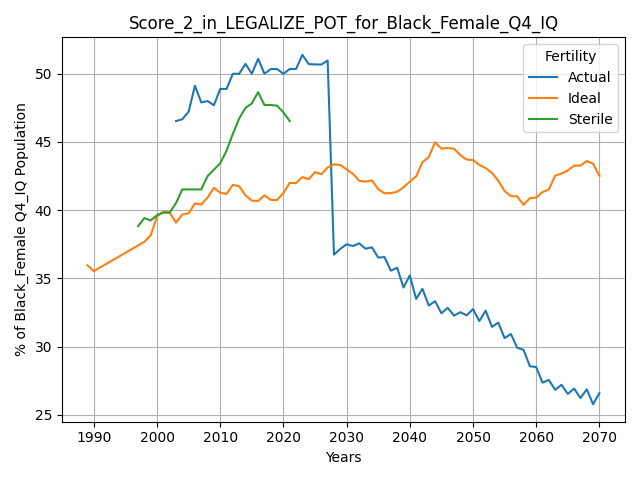 Score_2_in_LEGALIZE_POT_for_Black_Female_Q4_IQ
% of Black_Female Q4_IQ Population
50
45
40
35
30
25
Fertility
Actual
Ideal
Sterile
1990 2000 2010 2020 2030 2040 2050 2060 2070
Years